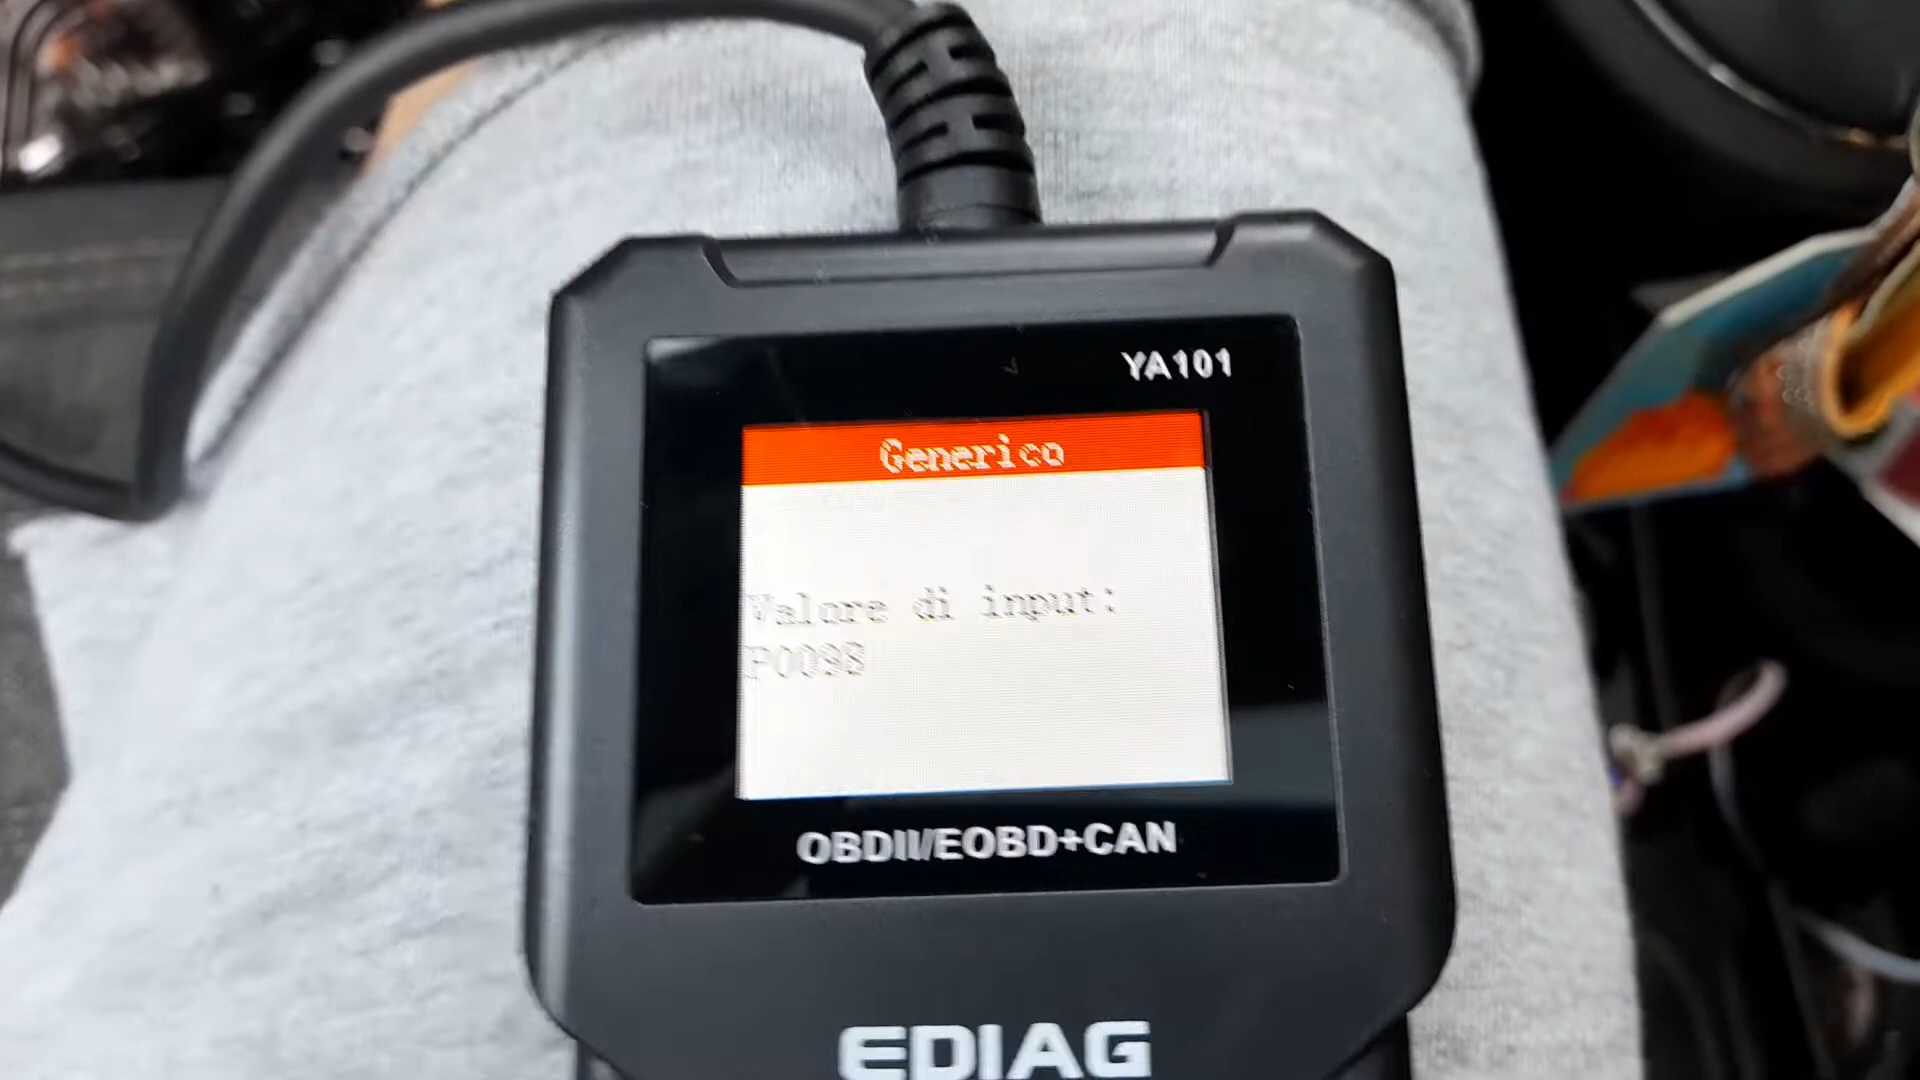 YA101
Generico
Valore di input:
P0098
OBDII/EOBD+CAN
EDIAG